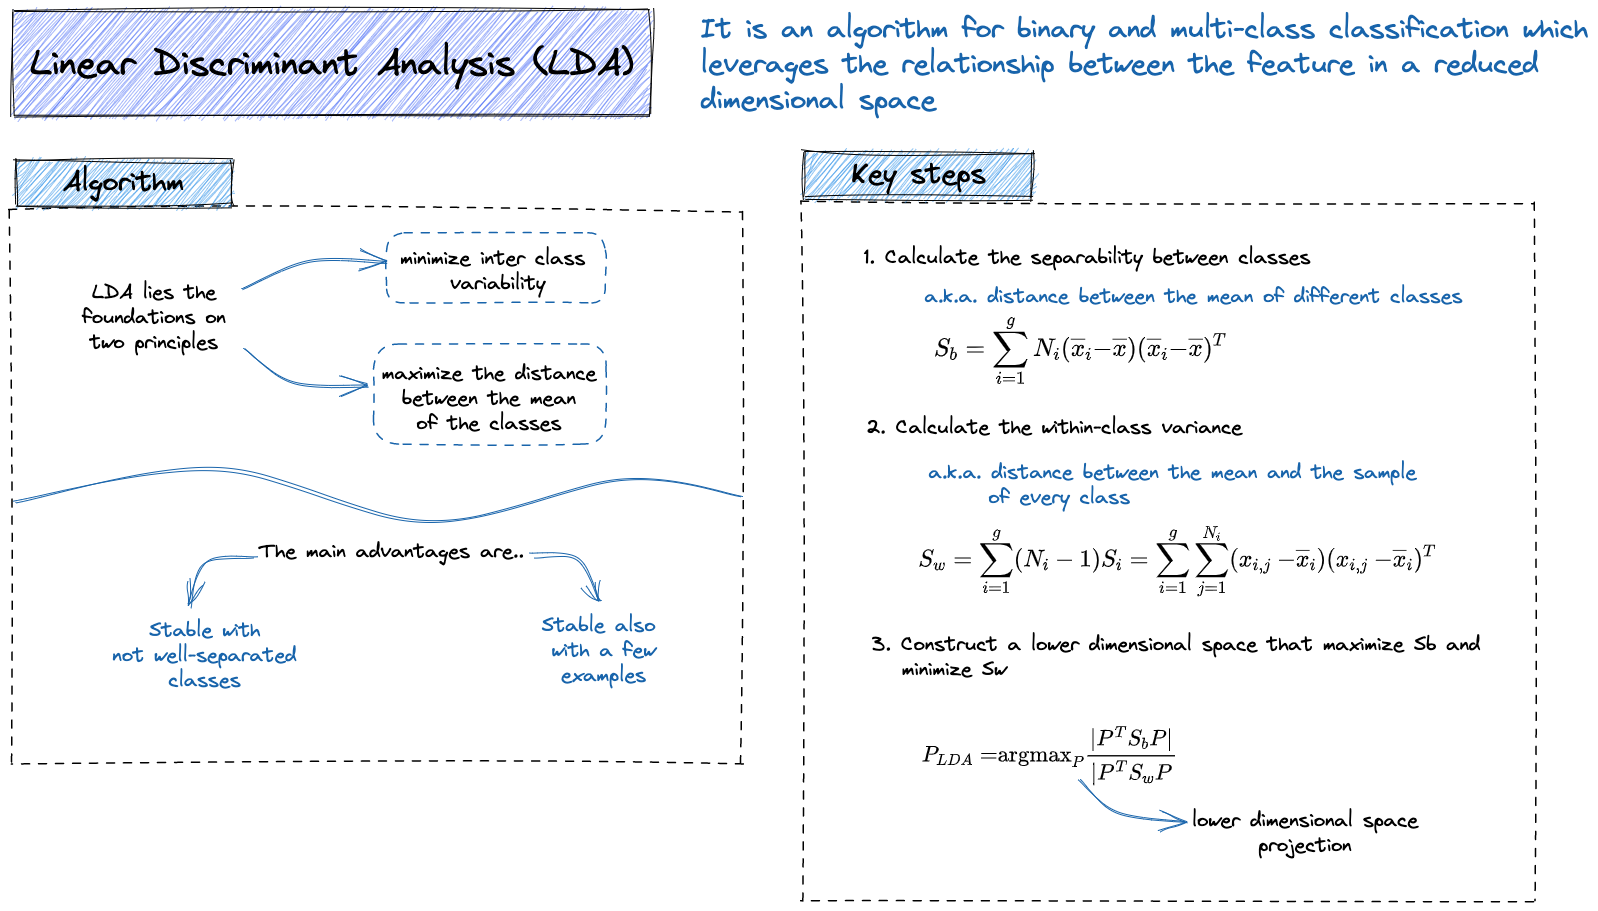 Linear Discriminant Analysis (LDA)
It is an algorithm for binary and multi-class classification which
leverages the relationship between the feature in a reduced
dimensional space
Algorithm
LDA lies the
foundations on
two principles
minimize inter class
variability
maximize the distance
between the mean
of the classes
The main advantages are..
Stable with
not well-separated
classes
Stable also
with a few
examples
Key steps
1. Calculate the separability between classes
a.k.a. distance between the mean of different classes
S_b = \sum_{i=1}^{g} N_i(\overline{x}_i - \overline{x})(\overline{x}_i - \overline{x})^T
2. Calculate the within-class variance
a.k.a. distance between the mean and the sample
of every class
S_w = \sum_{i=1}^{g} (N_i - 1)S_i = \sum_{i=1}^{g} \sum_{j=1}^{N_i} (x_{i,j} - \overline{x}_i)(x_{i,j} - \overline{x}_i)^T
3. Construct a lower dimensional space that maximize Sb and
minimize Sw
P_{LDA} = argmax_P \frac{|P^T S_b P|}{|P^T S_w P}
lower dimensional space
projection